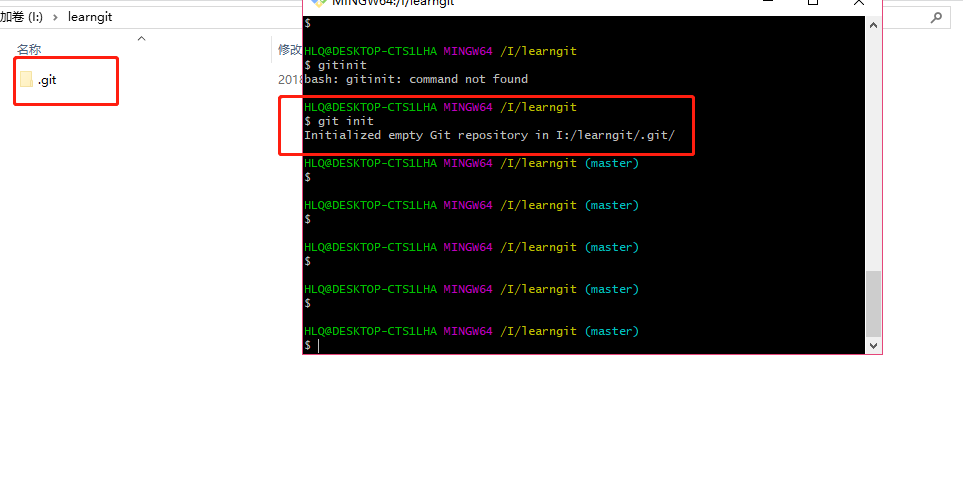 加卷 (I:) > learngit
名称
修改
.git
2018
MINGW64:/I/learngit
$
HLQ@DESKTOP-CTS1LHA MINGW64 /I/learngit
$ gitinit
bash: gitinit: command not found
HLQ@DESKTOP-CTS1LHA MINGW64 /I/learngit
$ git init
Initialized empty Git repository in I:/learngit/.git/
HLQ@DESKTOP-CTS1LHA MINGW64 /I/learngit (master)
$
HLQ@DESKTOP-CTS1LHA MINGW64 /I/learngit (master)
$
HLQ@DESKTOP-CTS1LHA MINGW64 /I/learngit (master)
$
HLQ@DESKTOP-CTS1LHA MINGW64 /I/learngit (master)
$
HLQ@DESKTOP-CTS1LHA MINGW64 /I/learngit (master)
$